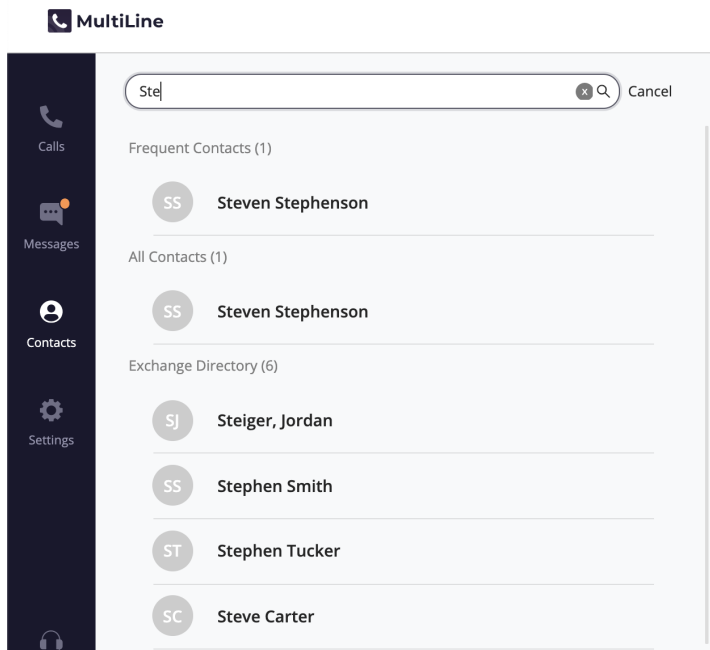 MultiLine
Ste
x
Cancel
Calls
Messages
Contacts
Settings
Frequent Contacts (1)
SS
Steven Stephenson
All Contacts (1)
SS
Steven Stephenson
Exchange Directory (6)
SJ
Steiger, Jordan
SS
Stephen Smith
ST
Stephen Tucker
SC
Steve Carter